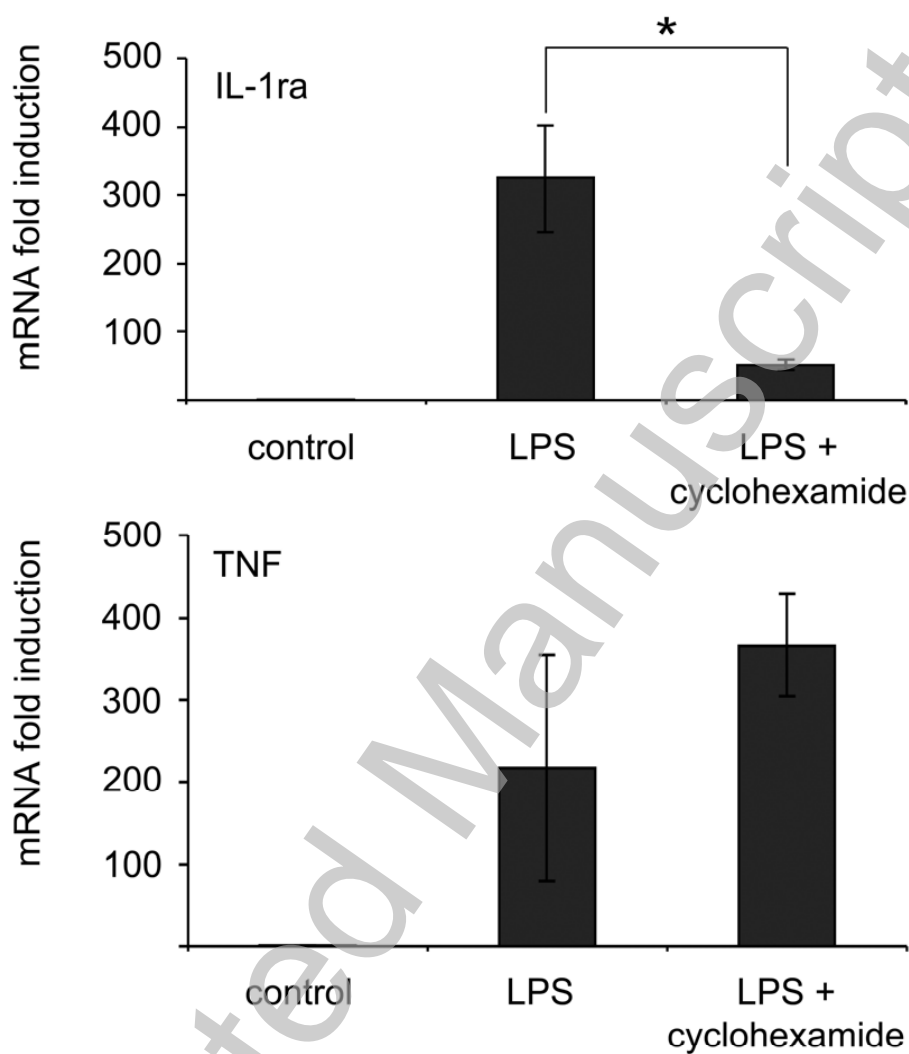 mRNA fold induction
500
400
300
200
100
IL-1ra
*
control
LPS
LPS +
cyclohexamide
mRNA fold induction
500
400
300
200
100
TNF
control
LPS
LPS +
cyclohexamide
ted Manuscript